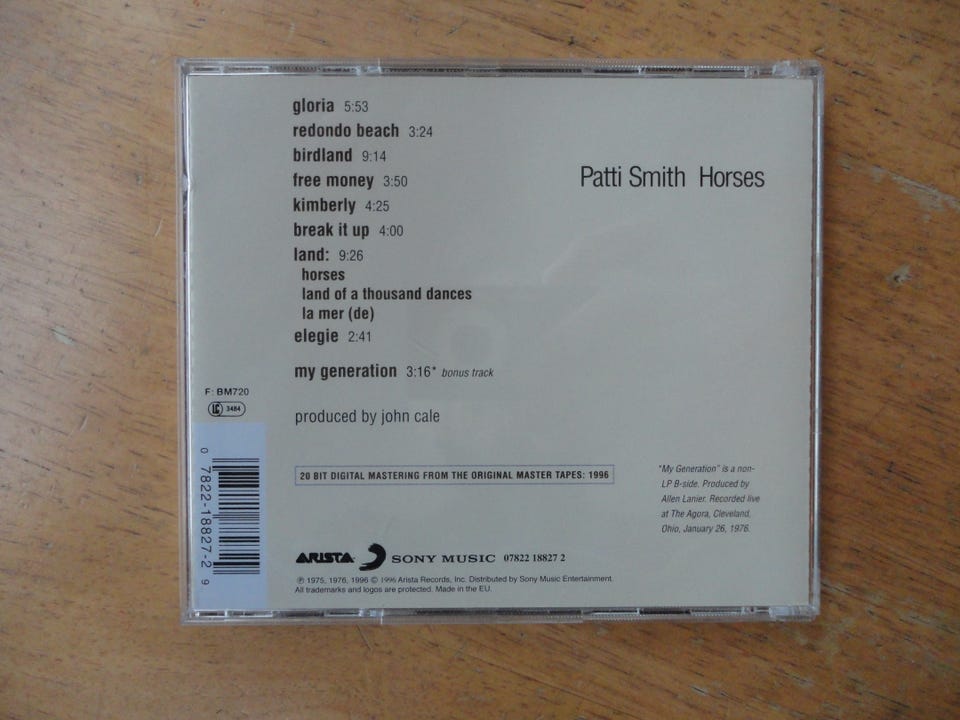 gloria 5:53
redondo beach 3:24
birdland 9:14
free money 3:50
kimberly 4:25
break it up 4:00
land: 9:26
horses
land of a thousand dances
la mer (de)
elegie 2:41
my generation 3:16* bonus track
produced by john cale
Patti Smith Horses
F: BM720
LC 3484
0 7822-18827-2 9
20 BIT DIGITAL MASTERING FROM THE ORIGINAL MASTER TAPES: 1996
*My Generation" is a non-
LP B-side. Produced by
Allen Lanier. Recorded live
at The Agora, Cleveland,
Ohio, January 26, 1976.
ARISTA SONY MUSIC 07822 18827 2
℗ 1975, 1976, 1996 © 1996 Arista Records, Inc. Distributed by Sony Music Entertainment.
All trademarks and logos are protected. Made in the EU.